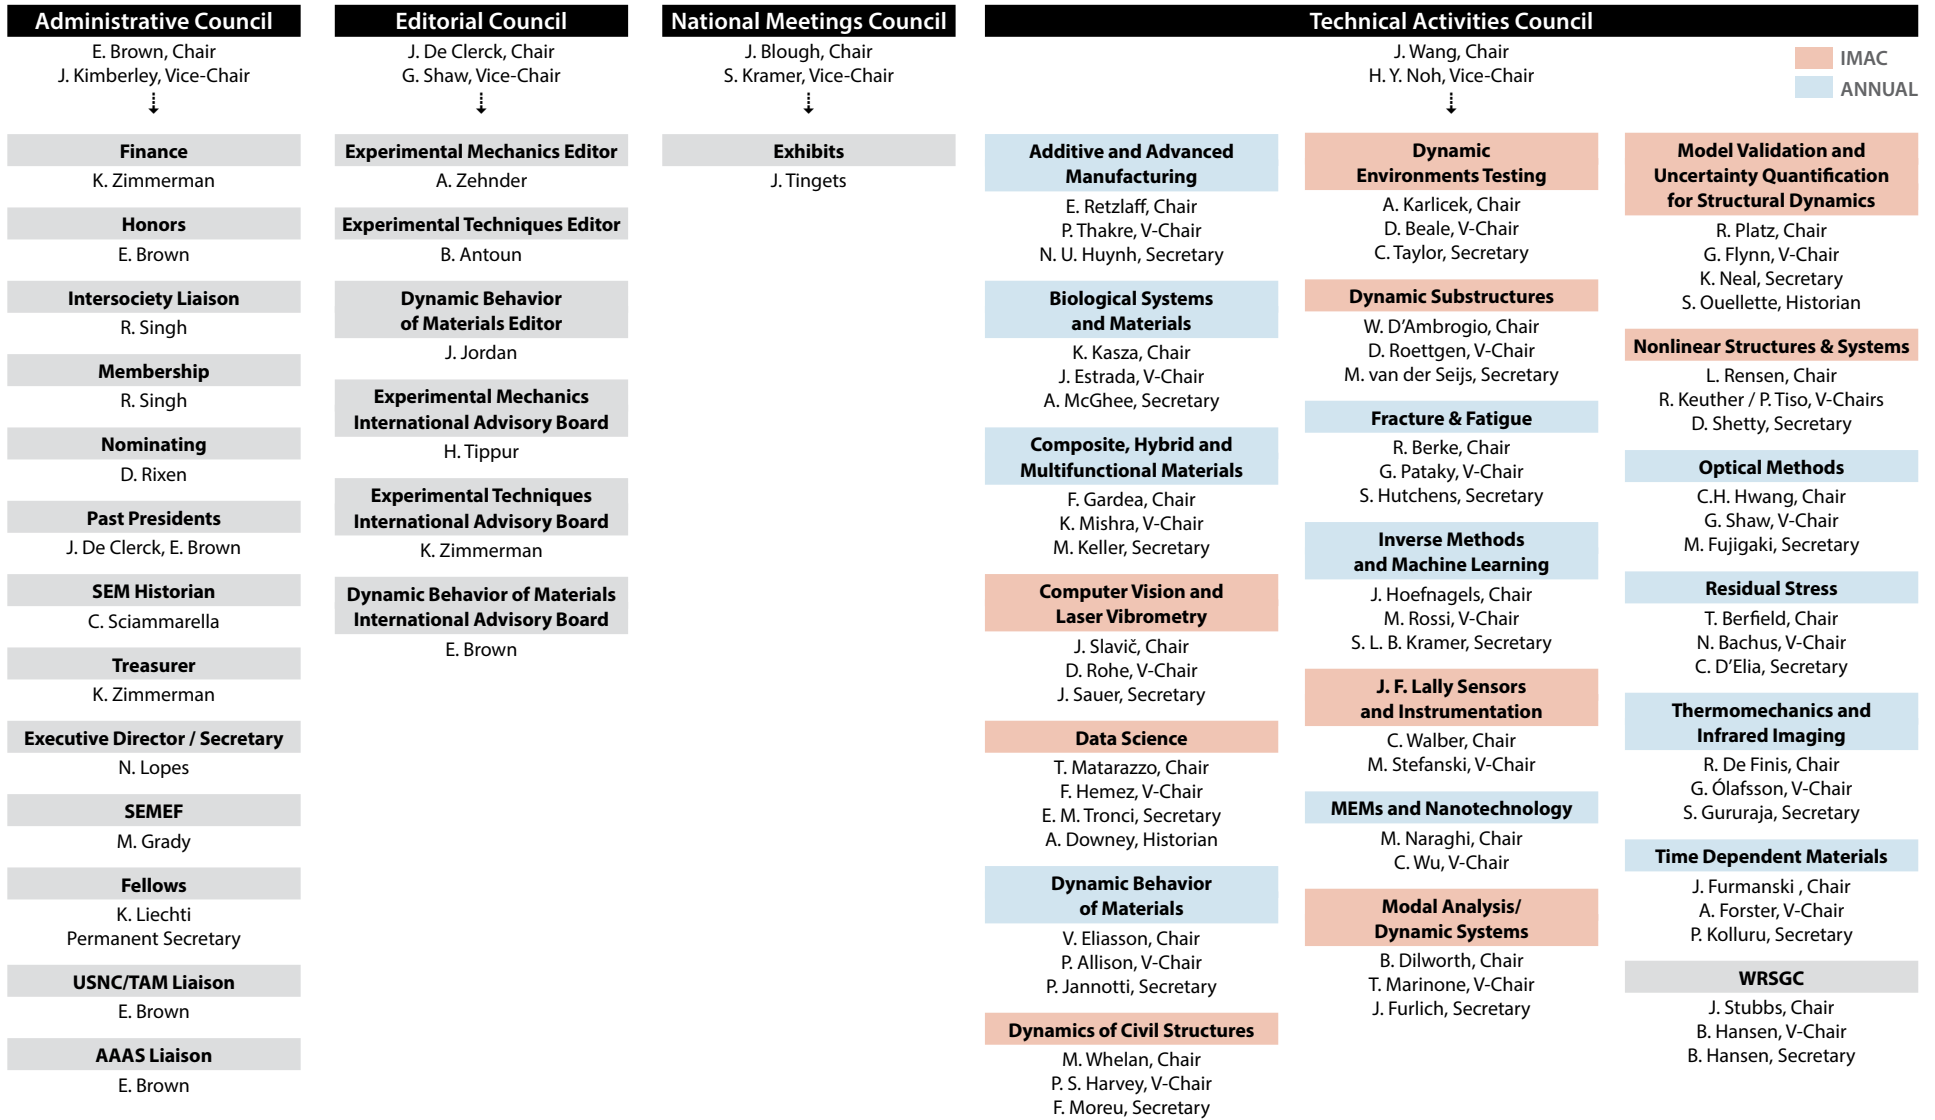 Administrative Council
E. Brown, Chair
J. Kimberley, Vice-Chair
Finance
K. Zimmerman
Honors
E. Brown
Intersociety Liaison
R. Singh
Membership
R. Singh
Nominating
D. Rixen
Past Presidents
J. De Clerck, E. Brown
SEM Historian
C. Sciammarella
Treasurer
K. Zimmerman
Executive Director / Secretary
N. Lopes
SEMEF
M. Grady
Fellows
K. Liechti
Permanent Secretary
USNC/TAM Liaison
E. Brown
AAAS Liaison
E. Brown
Editorial Council
J. De Clerck, Chair
G. Shaw, Vice-Chair
Experimental Mechanics Editor
A. Zehnder
Experimental Techniques Editor
B. Antoun
Dynamic Behavior
of Materials Editor
J. Jordan
Experimental Mechanics
International Advisory Board
H. Tippur
Experimental Techniques
International Advisory Board
K. Zimmerman
Dynamic Behavior of Materials
International Advisory Board
E. Brown
National Meetings Council
J. Blough, Chair
S. Kramer, Vice-Chair
Exhibits
J. Tingets
Technical Activities Council
J. Wang, Chair
H. Y. Noh, Vice-Chair
IMAC
ANNUAL
Additive and Advanced
Manufacturing
E. Retzlaff, Chair
P. Thakre, V-Chair
N. U. Huynh, Secretary
Biological Systems
and Materials
K. Kasza, Chair
J. Estrada, V-Chair
A. McGhee, Secretary
Composite, Hybrid and
Multifunctional Materials
F. Gardea, Chair
K. Mishra, V-Chair
M. Keller, Secretary
Computer Vision and
Laser Vibrometry
J. Slavič, Chair
D. Rohe, V-Chair
J. Sauer, Secretary
Data Science
T. Matarazzo, Chair
F. Hemez, V-Chair
E. M. Tronci, Secretary
A. Downey, Historian
Dynamic Behavior
of Materials
V. Eliasson, Chair
P. Allison, V-Chair
P. Jannotti, Secretary
Dynamics of Civil Structures
M. Whelan, Chair
P. S. Harvey, V-Chair
F. Moreu, Secretary
Dynamic
Environments Testing
A. Karlicek, Chair
D. Beale, V-Chair
C. Taylor, Secretary
Dynamic Substructures
W. D’Ambrogio, Chair
D. Roettgen, V-Chair
M. van der Seijs, Secretary
Fracture & Fatigue
R. Berke, Chair
G. Pataky, V-Chair
S. Hutchens, Secretary
Inverse Methods
and Machine Learning
J. Hoefnagels, Chair
M. Rossi, V-Chair
S. L. B. Kramer, Secretary
J. F. Lally Sensors
and Instrumentation
C. Walber, Chair
M. Stefanski, V-Chair
MEMs and Nanotechnology
M. Naraghi, Chair
C. Wu, V-Chair
Modal Analysis/
Dynamic Systems
B. Dilworth, Chair
T. Marinone, V-Chair
J. Furlich, Secretary
Model Validation and
Uncertainty Quantification
for Structural Dynamics
R. Platz, Chair
G. Flynn, V-Chair
K. Neal, Secretary
S. Ouellette, Historian
Nonlinear Structures & Systems
L. Rensen, Chair
R. Keuther / P. Tiso, V-Chairs
D. Shetty, Secretary
Optical Methods
C.H. Hwang, Chair
G. Shaw, V-Chair
M. Fujigaki, Secretary
Residual Stress
T. Berfield, Chair
N. Bachus, V-Chair
C. D’Elia, Secretary
Thermomechanics and
Infrared Imaging
R. De Finis, Chair
G. Ólafsson, V-Chair
S. Gururaja, Secretary
Time Dependent Materials
J. Furmanski , Chair
A. Forster, V-Chair
P. Kolluru, Secretary
WRSGC
J. Stubbs, Chair
B. Hansen, V-Chair
B. Hansen, Secretary